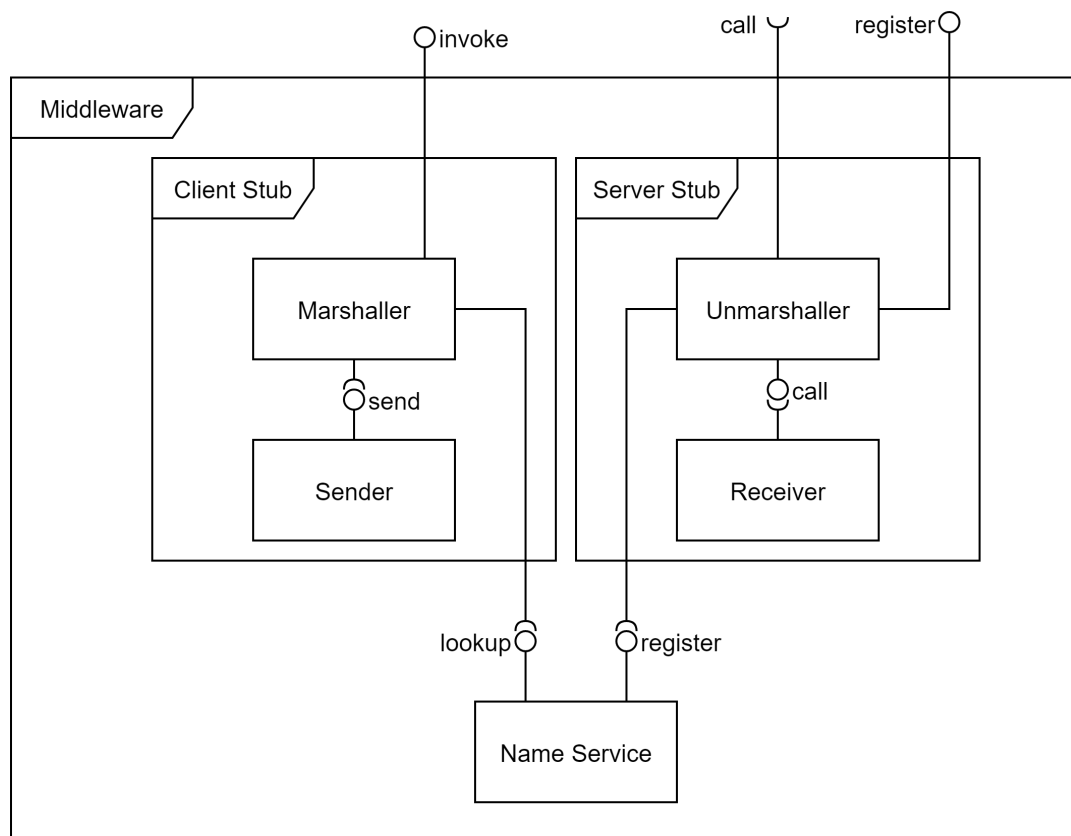 invoke
call
register
Middleware
Client Stub
Server Stub
Marshaller
Unmarshaller
send
call
Sender
Receiver
lookup
register
Name Service